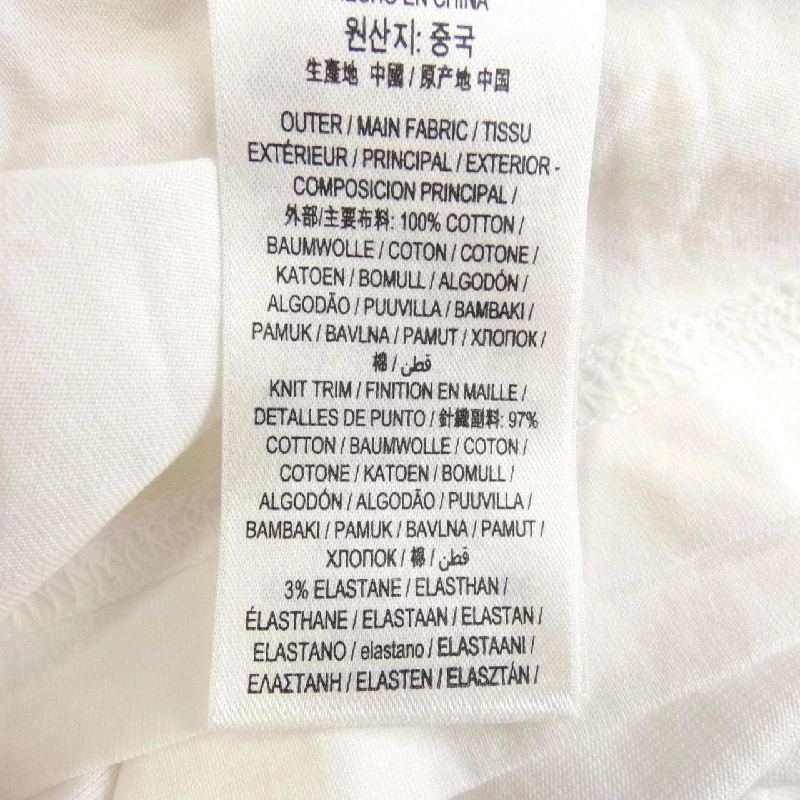 HECHO EN CHINA
원산지: 중국
生產地 中國 / 原产地 中国
OUTER / MAIN FABRIC / TISSU
EXTÉRIEUR / PRINCIPAL / EXTERIOR -
COMPOSICION PRINCIPAL /
外部/主要布料: 100% COTTON /
BAUMWOLLE / COTON / COTONE /
KATOEN / BOMULL / ALGODÓN /
ALGODÃO / PUUVILLA / BAMBAKI /
PAMUK / BAVLNA / PAMUT / ХЛОПОК /
棉 / قطن
KNIT TRIM / FINITION EN MAILLE /
DETALLES DE PUNTO / 針織副料: 97%
COTTON / BAUMWOLLE / COTON /
COTONE / KATOEN / BOMULL /
ALGODÓN / ALGODÃO / PUUVILLA /
BAMBAKI / PAMUK / BAVLNA / PAMUT /
ХЛОПОК / 棉 / قطن
3% ELASTANE / ELASTHAN /
ÉLASTHANE / ELASTAAN / ELASTAN /
ELASTANO / elastano / ELASTAANI /
ΕΛΑΣΤΑΝΗ / ELASTEN / ELASZTÁN /